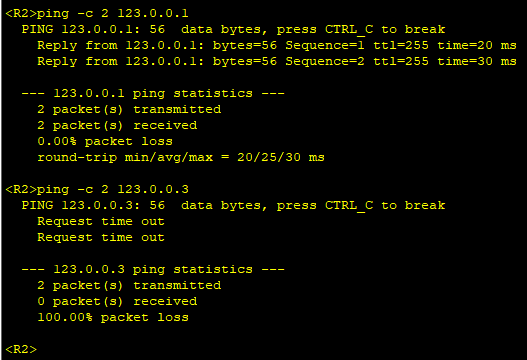 <R2>ping -c 2 123.0.0.1
PING 123.0.0.1: 56  data bytes, press CTRL_C to break
Reply from 123.0.0.1: bytes=56 Sequence=1 ttl=255 time=20 ms
Reply from 123.0.0.1: bytes=56 Sequence=2 ttl=255 time=30 ms
--- 123.0.0.1 ping statistics ---
2 packet(s) transmitted
2 packet(s) received
0.00% packet loss
round-trip min/avg/max = 20/25/30 ms
<R2>ping -c 2 123.0.0.3
PING 123.0.0.3: 56  data bytes, press CTRL_C to break
Request time out
Request time out
--- 123.0.0.3 ping statistics ---
2 packet(s) transmitted
0 packet(s) received
100.00% packet loss
<R2>